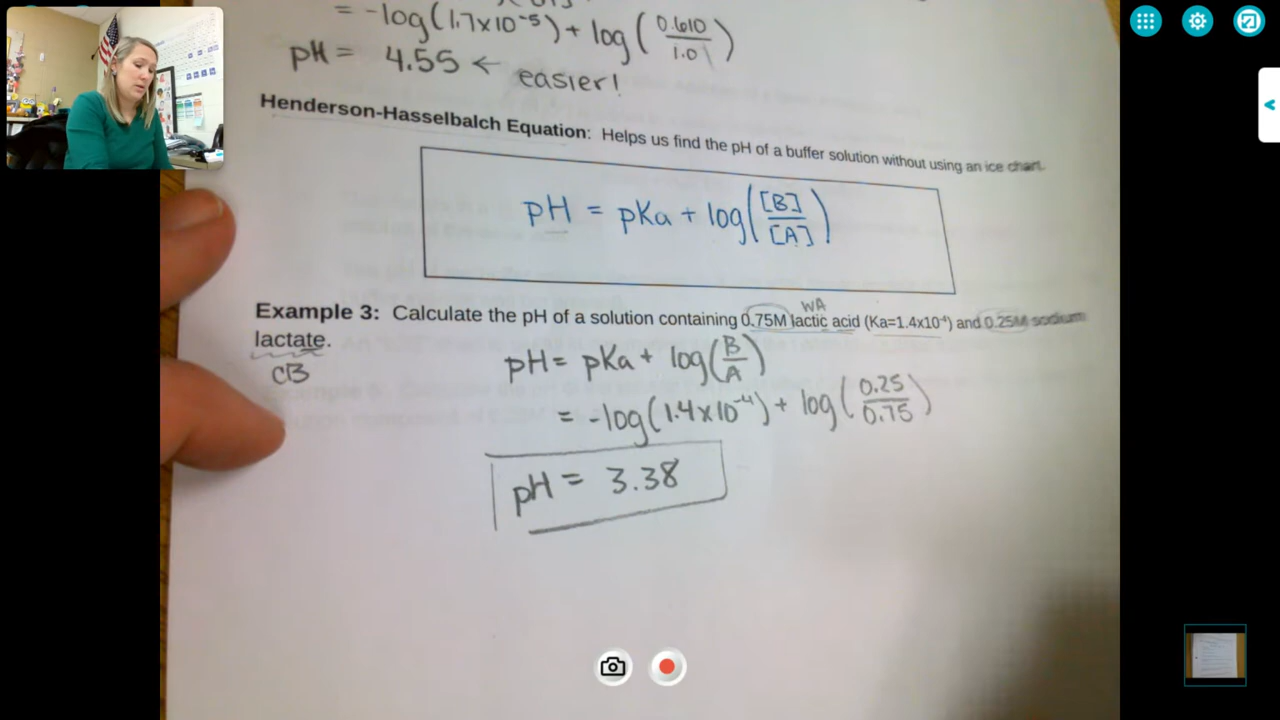 = -log(1.7x10⁻⁵) + log(0.610/1.0)
pH = 4.55 ← easier!
Henderson-Hasselbalch Equation: Helps us find the pH of a buffer solution without using an ice chart.
pH = pKa + log([B]/[A])
WA
Example 3: Calculate the pH of a solution containing 0.75M lactic acid (Ka=1.4x10⁻⁴) and 0.25M sodium
lactate.
CB
pH = pKa + log(B/A)
= -log(1.4x10⁻⁴) + log(0.25/0.75)
pH = 3.38